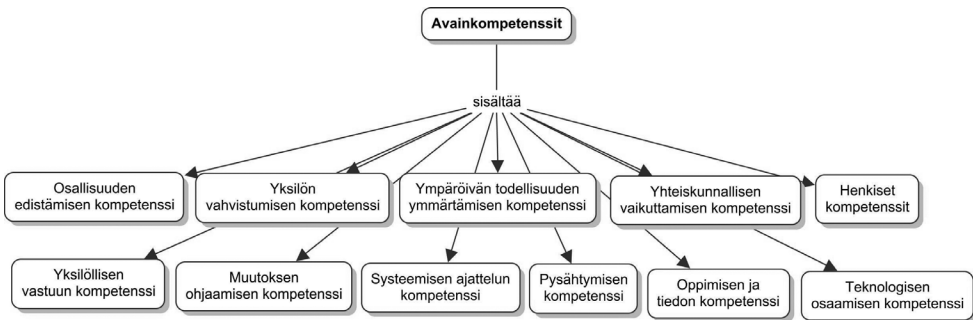 Avainkompetenssit
sisältää
Osallisuuden
edistämisen kompetenssi
Yksilön
vahvistumisen kompetenssi
Ympäröivän todellisuuden
ymmärtämisen kompetenssi
Yhteiskunnallisen
vaikuttamisen kompetenssi
Henkiset
kompetenssit
Yksilöllisen
vastuun kompetenssi
Muutoksen
ohjaamisen kompetenssi
Systeemisen ajattelun
kompetenssi
Pysähtymisen
kompetenssi
Oppimisen ja
tiedon kompetenssi
Teknologisen
osaamisen kompetenssi